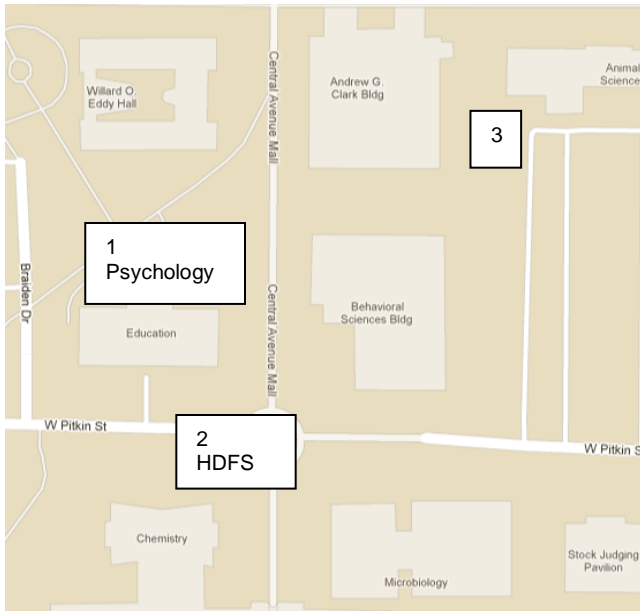 Willard O.
Eddy Hall
Central Avenue Mall
Andrew G.
Clark Bldg
Animal
Science
3
1
Psychology
Braiden Dr
Education
Central Avenue Mall
Behavioral
Sciences Bldg
W Pitkin St
2
HDFS
W Pitkin S
Chemistry
Microbiology
Stock Judging
Pavilion